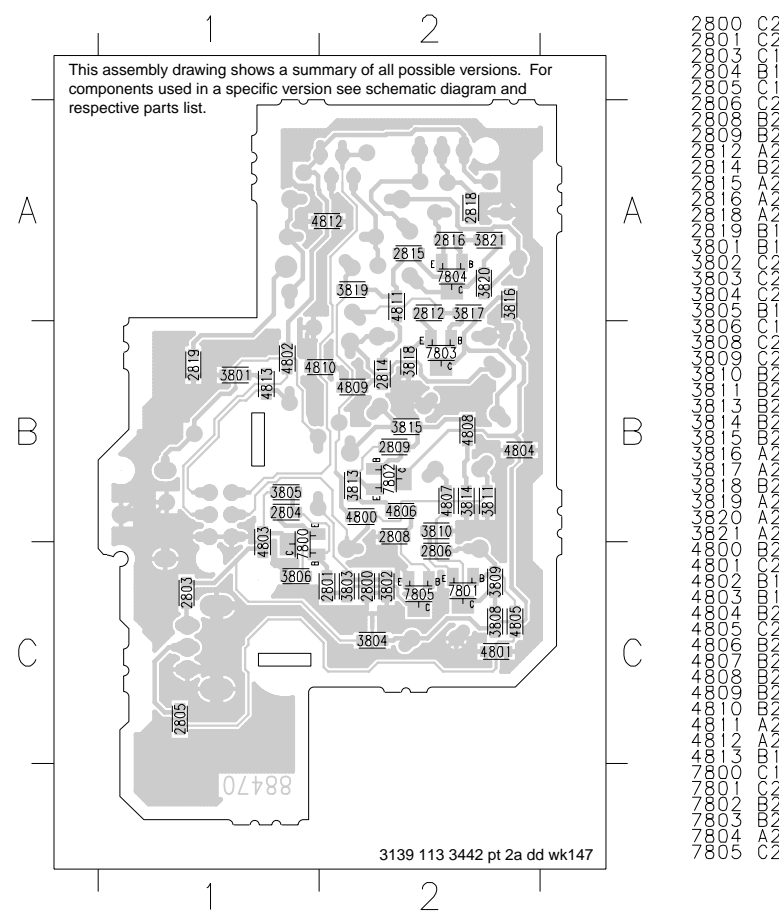 1
2
This assembly drawing shows a summary of all possible versions. For
components used in a specific version see schematic diagram and
respective parts list.
A
A
2818
4812
2816 3821
2815
E B
7804
C
3820
3819
4811
3816
2812 3817
E B
7803
C
2819
4802
3818
3801
4813
4810
4809
2814
B
B
3815
4808
2809
4804
B
7802
C
E
3813
3805
4807
3814
3811
2804
4806
4800
4803
7800
E
C
B
2808
3810
2806
3806
2801
3803
2800
3802
E B
7805
C
E B
7801
C
3809
2803
3808
4805
3804
4801
C
C
2805
88470
3139 113 3442 pt 2a dd wk147
1
2
2800 C2
2801 C2
2803 C1
2804 B1
2805 C1
2806 C2
2808 B2
2809 B2
2812 A2
2814 B2
2815 A2
2816 A2
2818 A2
2819 B1
3801 B1
3802 C2
3803 C2
3804 C2
3805 B1
3806 C1
3808 C2
3809 C2
3810 B2
3811 B2
3813 B2
3814 B2
3815 B2
3816 A2
3817 A2
3818 B2
3819 A2
3820 A2
3821 A2
4800 B2
4801 C2
4802 B1
4803 B1
4804 B2
4805 C2
4806 B2
4807 B2
4808 B2
4809 B2
4810 B2
4811 A2
4812 A2
4813 B1
7800 C1
7801 C2
7802 B2
7803 B2
7804 A2
7805 C2